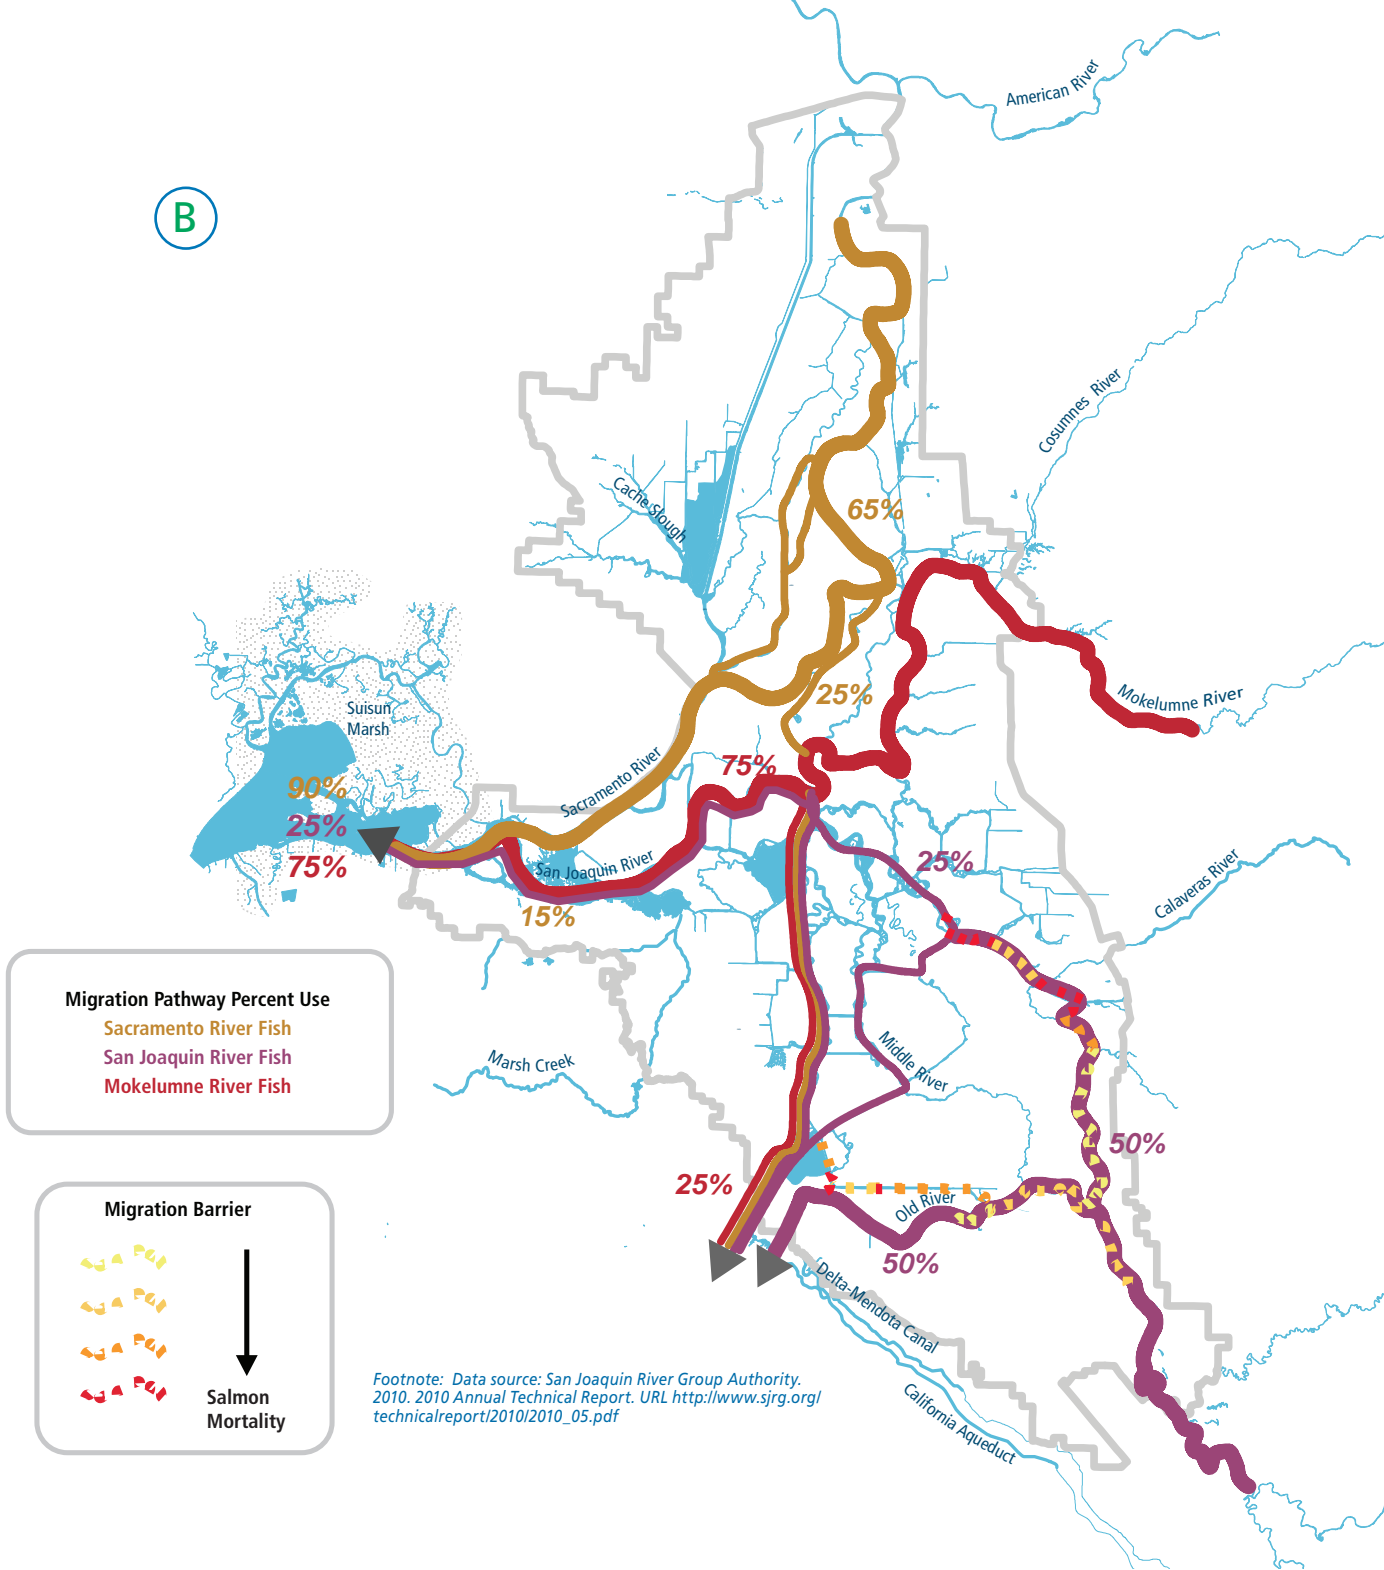 American River
B
Cosumnes River
Cache Slough
65%
Mokelumne River
25%
Suisun
Marsh
Sacramento River
75%
90%
25%
75%
San Joaquin River
25%
Calaveras River
15%
Migration Pathway Percent Use
Sacramento River Fish
San Joaquin River Fish
Mokelumne River Fish
Marsh Creek
Middle River
50%
25%
Old River
50%
Migration Barrier
Salmon
Mortality
Delta-Mendota Canal
California Aqueduct
Footnote: Data source: San Joaquin River Group Authority.
2010. 2010 Annual Technical Report. URL http://www.sjrg.org/
technicalreport/2010/2010_05.pdf